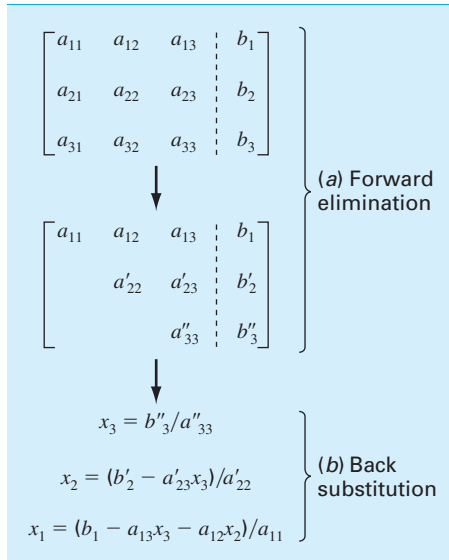 a₁₁ a₁₂ a₁₃ b₁
a₂₁ a₂₂ a₂₃ b₂
a₃₁ a₃₂ a₃₃ b₃
(a) Forward
elimination
a₁₁ a₁₂ a₁₃ b₁
a′₂₂ a′₂₃ b′₂
a″₃₃ b″₃
x₃ = b″₃/a″₃₃
x₂ = (b′₂ − a′₂₃x₃)/a′₂₂
x₁ = (b₁ − a₁₃x₃ − a₁₂x₂)/a₁₁
(b) Back
substitution